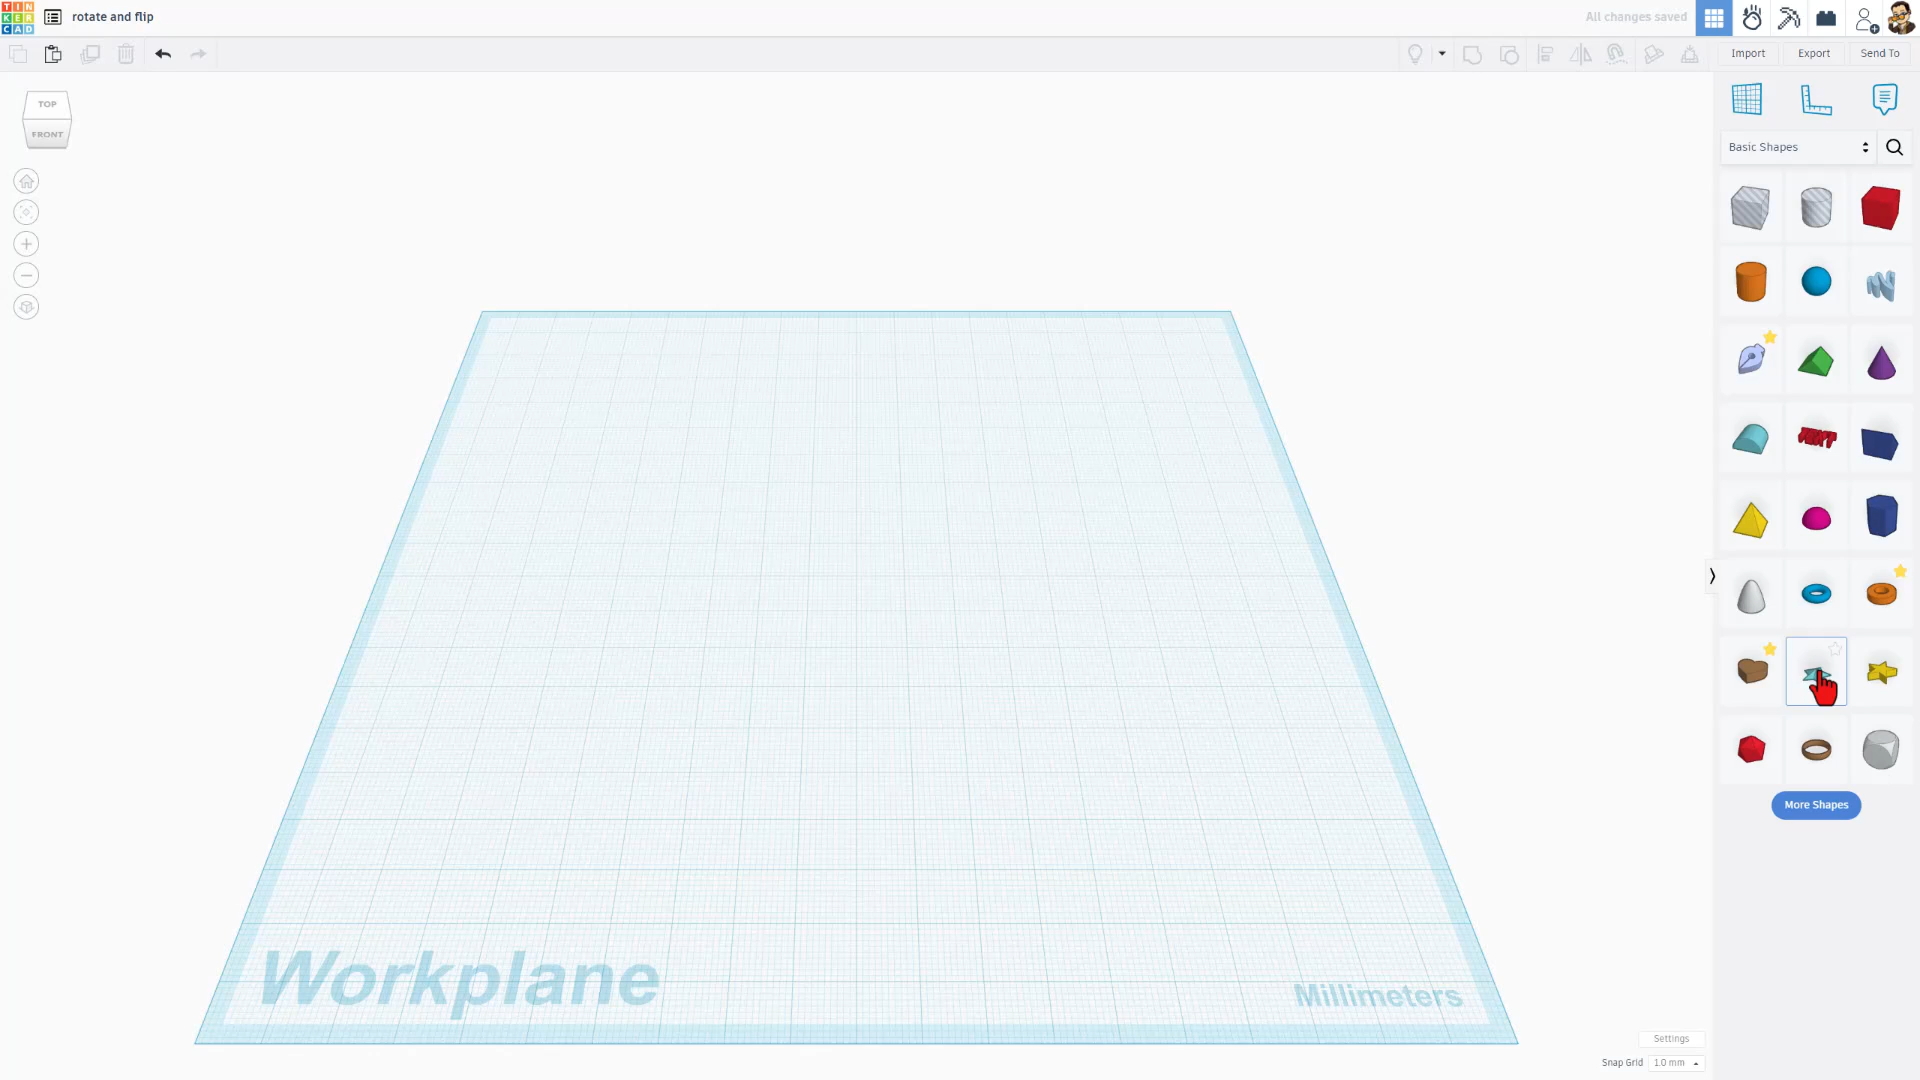 TIN
KER
CAD
rotate and flip
All changes saved
Import
Export
Send To
TOP
FRONT
Basic Shapes
TEXT
More Shapes
Workplane
Millimeters
Settings
Snap Grid
1.0 mm